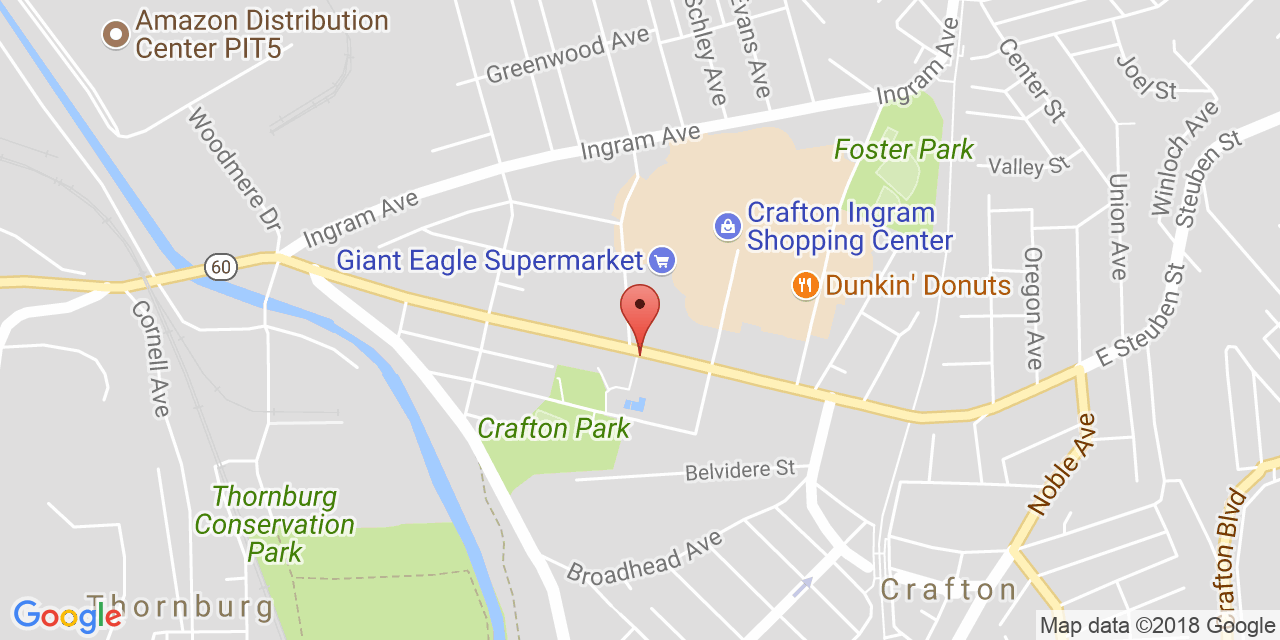 Amazon Distribution
Center PIT5
Greenwood Ave
Schley Ave
Evans Ave
Ingram Ave
Center St
Joel St
Woodmere Dr
Ingram Ave
Foster Park
Valley St
Winloch Ave
Steuben St
Union Ave
Ingram Ave
Crafton Ingram
Shopping Center
Giant Eagle Supermarket
60
Dunkin' Donuts
Oregon Ave
E Steuben St
Cornell Ave
Crafton Park
Noble Ave
Belvidere St
Thornburg
Conservation
Park
Crafton Blvd
Broadhead Ave
Crafton
Thornburg
Google
Map data ©2018 Google